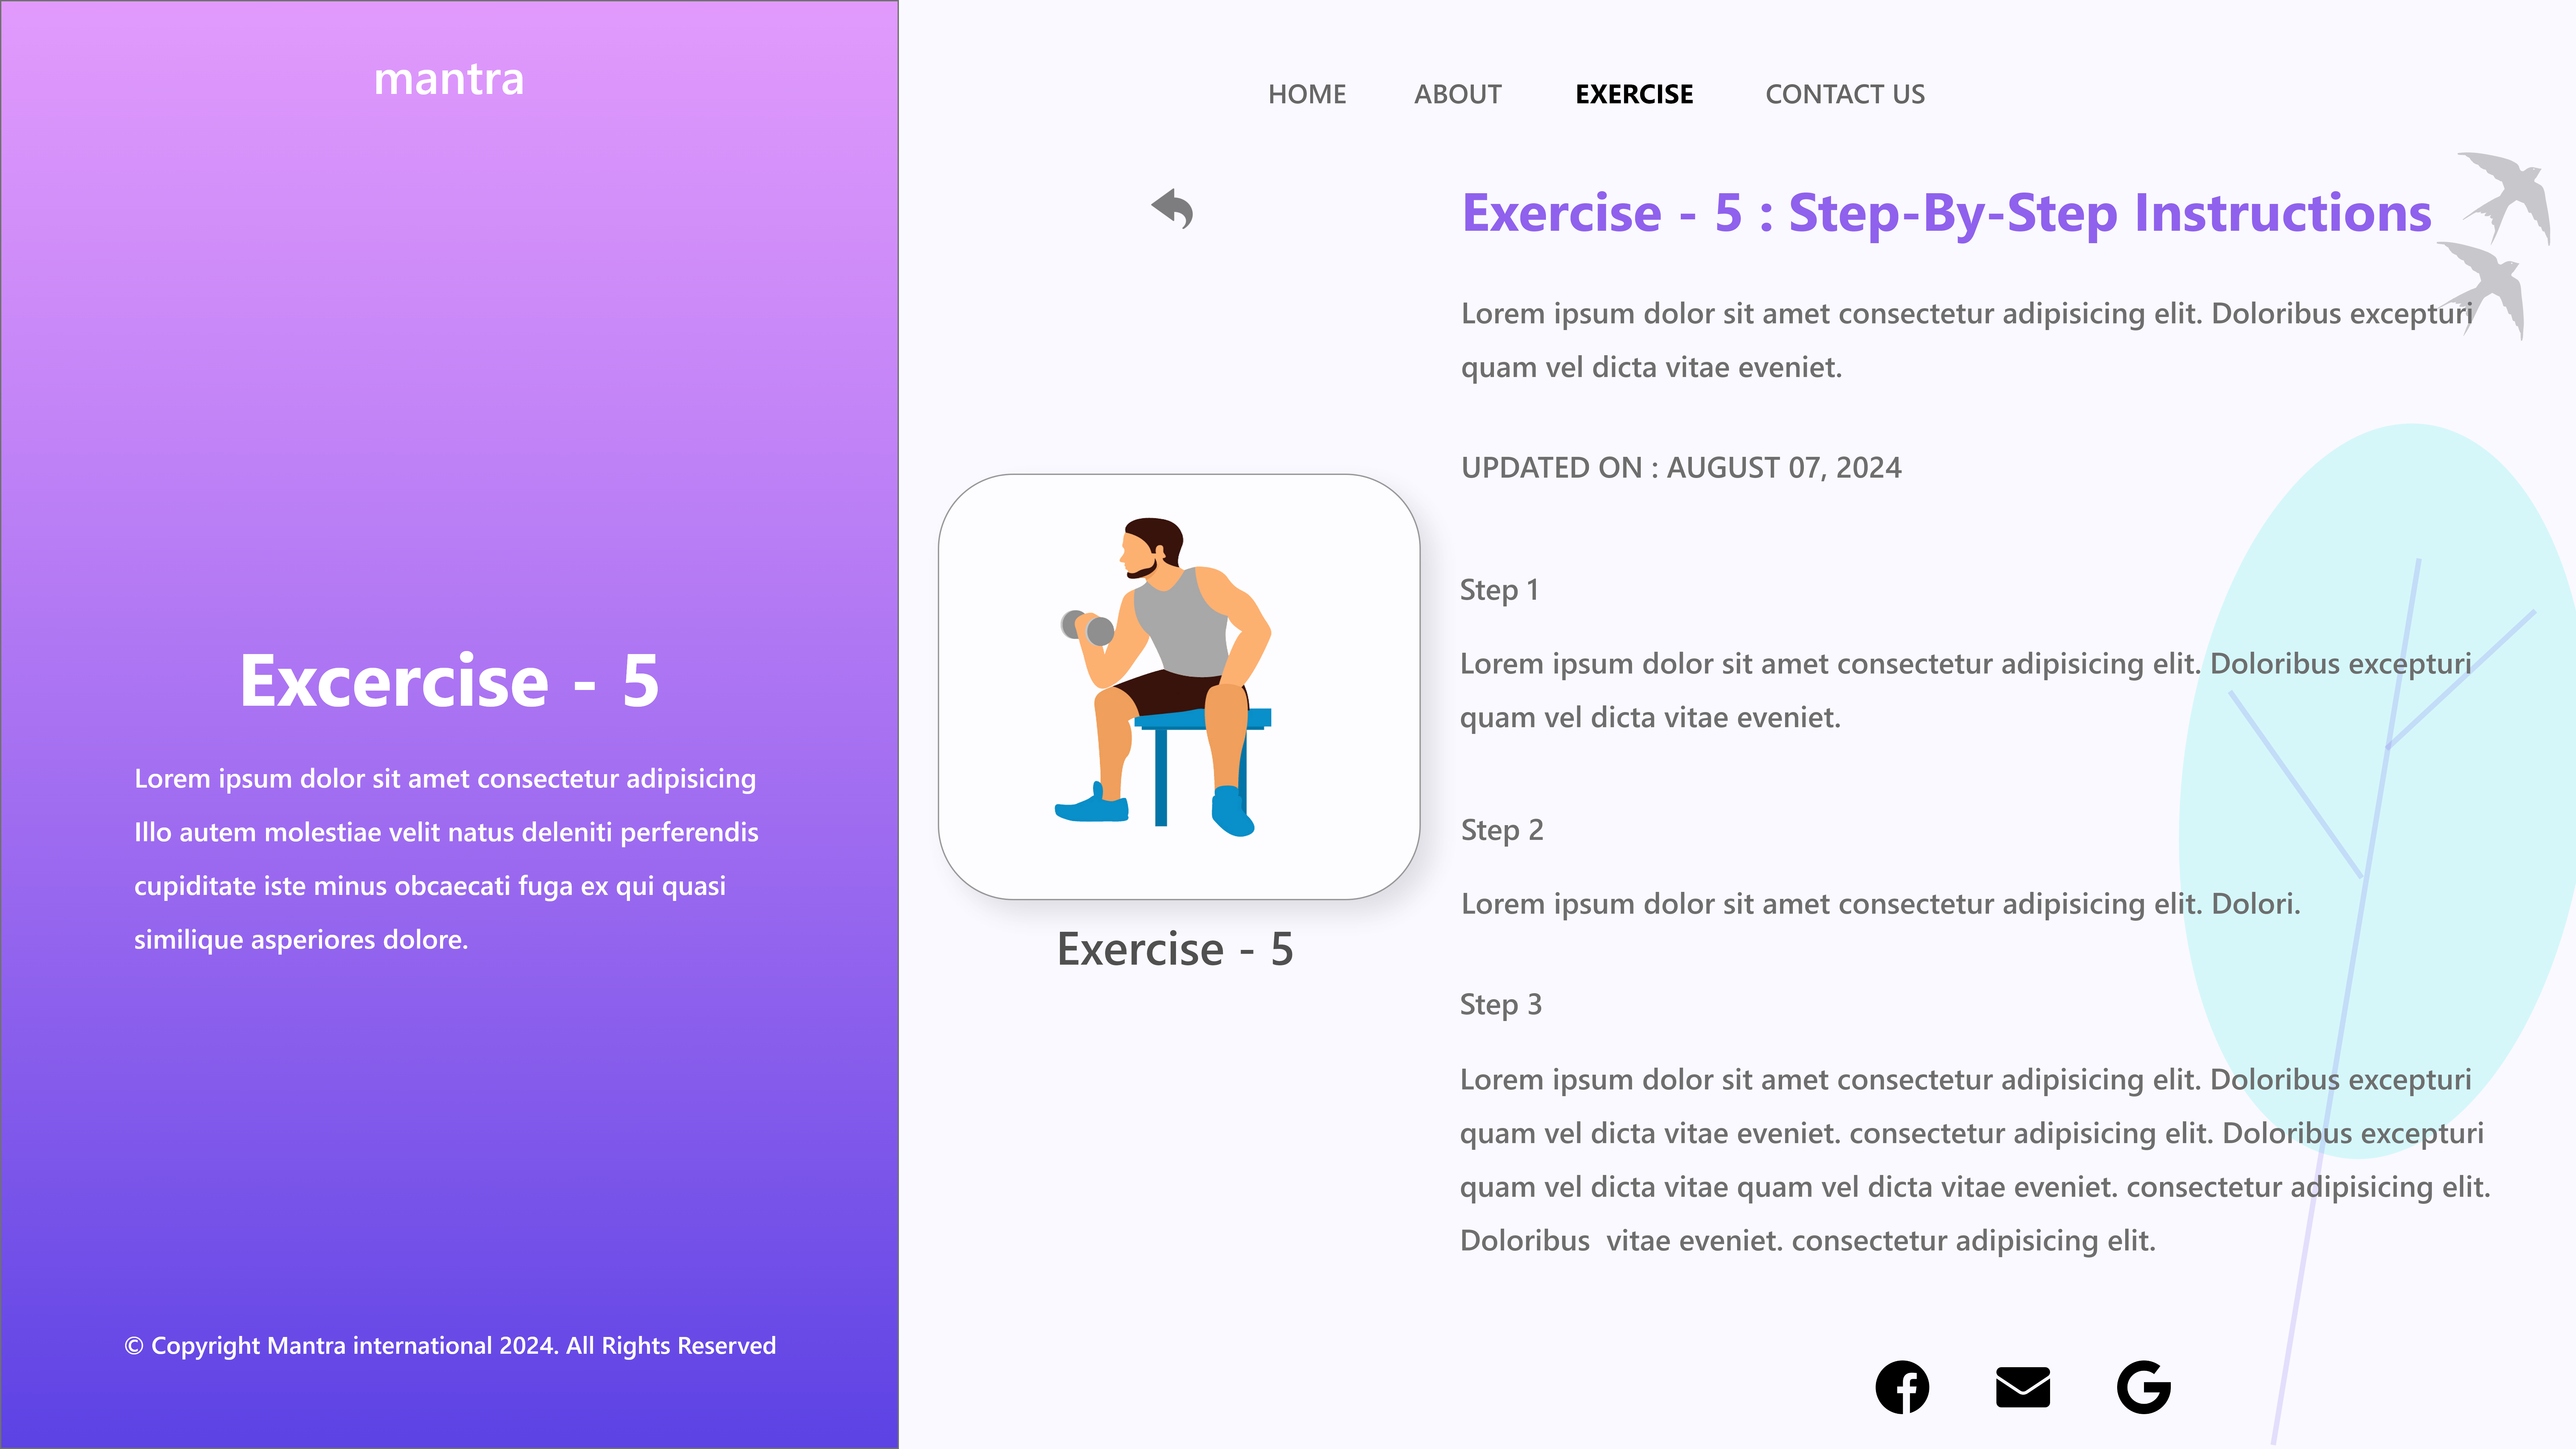 mantra
Excercise - 5
Lorem ipsum dolor sit amet consectetur adipisicing
Illo autem molestiae velit natus deleniti perferendis
cupiditate iste minus obcaecati fuga ex qui quasi
similique asperiores dolore.
© Copyright Mantra international 2024. All Rights Reserved
HOME ABOUT EXERCISE CONTACT US
Exercise - 5
Exercise - 5 : Step-By-Step Instructions
Lorem ipsum dolor sit amet consectetur adipisicing elit. Doloribus excepturi
quam vel dicta vitae eveniet.
UPDATED ON : AUGUST 07, 2024
Step 1
Lorem ipsum dolor sit amet consectetur adipisicing elit. Doloribus excepturi
quam vel dicta vitae eveniet.
Step 2
Lorem ipsum dolor sit amet consectetur adipisicing elit. Dolori.
Step 3
Lorem ipsum dolor sit amet consectetur adipisicing elit. Doloribus excepturi
quam vel dicta vitae eveniet. consectetur adipisicing elit. Doloribus excepturi
quam vel dicta vitae quam vel dicta vitae eveniet. consectetur adipisicing elit.
Doloribus  vitae eveniet. consectetur adipisicing elit.